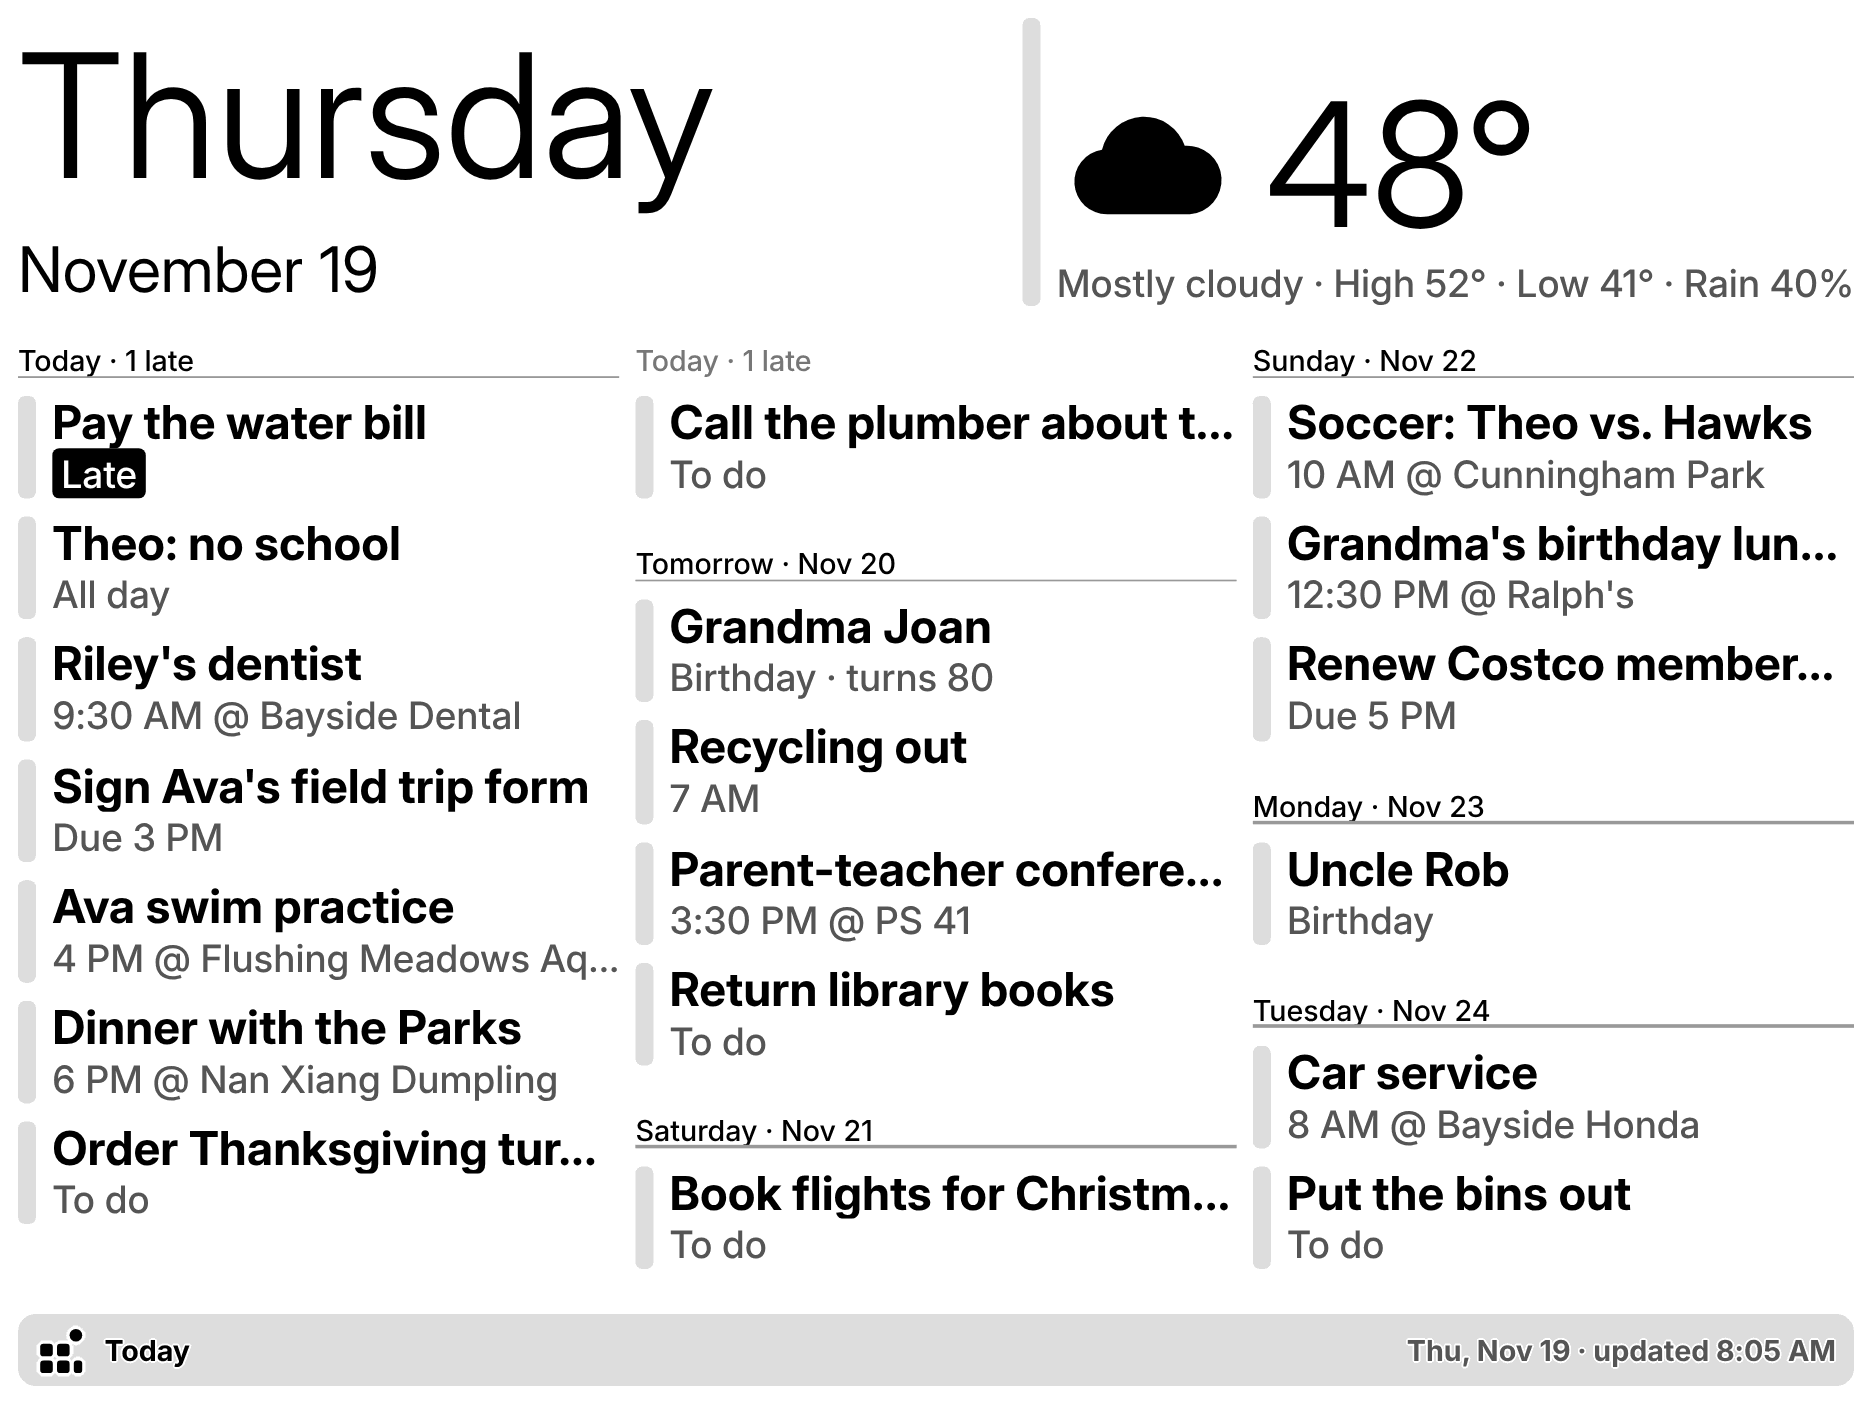 Thursday
November 19
48°
Mostly cloudy · High 52° · Low 41° · Rain 40%
Today · 1 late
Pay the water bill
Late
Theo: no school
All day
Riley's dentist
9:30 AM @ Bayside Dental
Sign Ava's field trip form
Due 3 PM
Ava swim practice
4 PM @ Flushing Meadows Aq...
Dinner with the Parks
6 PM @ Nan Xiang Dumpling
Order Thanksgiving tur...
To do
Today · 1 late
Call the plumber about t...
To do
Tomorrow · Nov 20
Grandma Joan
Birthday · turns 80
Recycling out
7 AM
Parent-teacher confere...
3:30 PM @ PS 41
Return library books
To do
Saturday · Nov 21
Book flights for Christm...
To do
Sunday · Nov 22
Soccer: Theo vs. Hawks
10 AM @ Cunningham Park
Grandma's birthday lun...
12:30 PM @ Ralph's
Renew Costco member...
Due 5 PM
Monday · Nov 23
Uncle Rob
Birthday
Tuesday · Nov 24
Car service
8 AM @ Bayside Honda
Put the bins out
To do
Today
Thu, Nov 19 · updated 8:05 AM